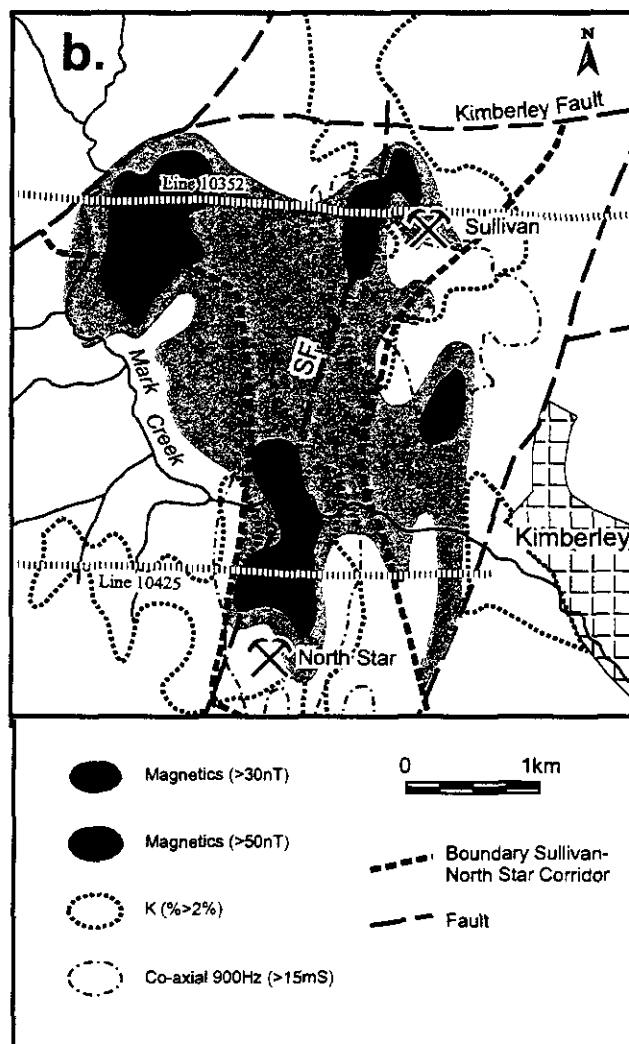 b.
N
Kimberley Fault
Line 10352
Sullivan
SF
Mark
Creek
Kimberley
Line 10425
North Star
Magnetics (>30nT)
0 1km
Magnetics (>50nT)
Boundary Sullivan-
North Star Corridor
K (%>2%)
Fault
Co-axial 900Hz (>15mS)